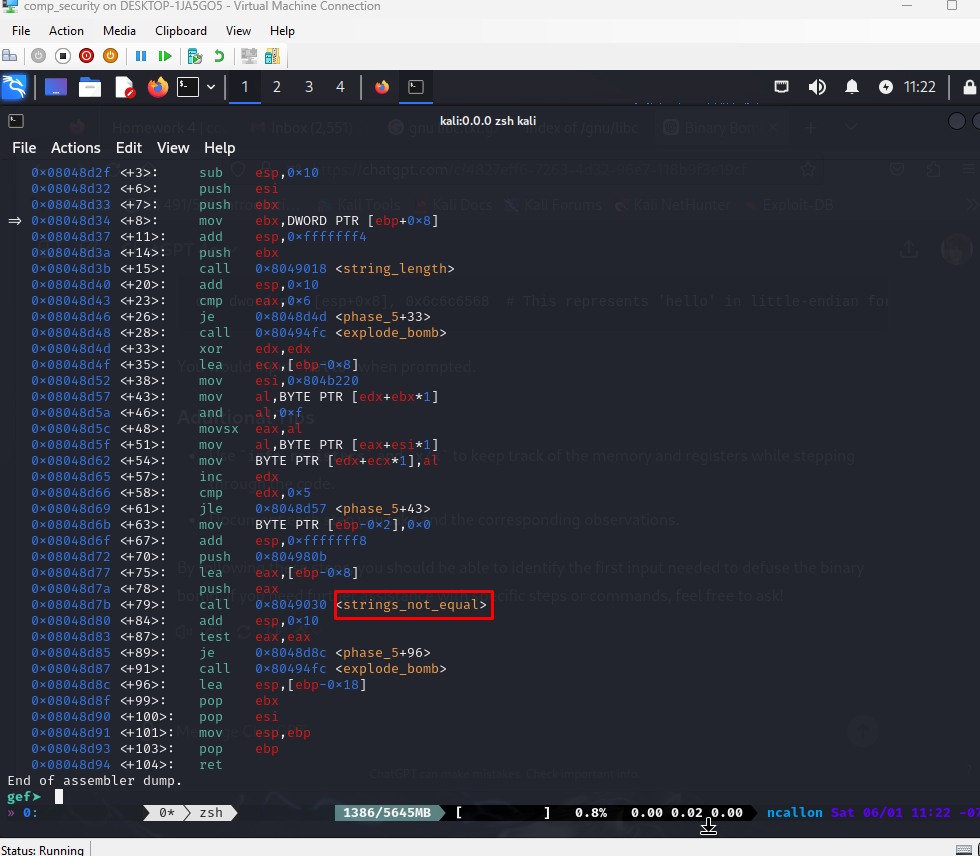 comp_security on DESKTOP-1JA5GO5 - Virtual Machine Connection
File Action Media Clipboard View Help
1 2 3 4 11:22
kali:0.0.0 zsh kali
Homework 4 Inbox (2,551) Index of /gnu/libc Binary Bom
File Actions Edit View Help
0×08048d2f <+3>: sub esp,0×10
0×08048d32 <+6>: push esi
0×08048d33 <+7>: push ebx
⇒ 0×08048d34 <+8>: mov ebx,DWORD PTR [ebp+0×8]
0×08048d37 <+11>: add esp,0×fffffff4
0×08048d3a <+14>: push ebx
0×08048d3b <+15>: call 0×8049018 <string_length>
0×08048d40 <+20>: add esp,0×10
0×08048d43 <+23>: cmp eax,0×6
0×08048d46 <+26>: je 0×8048d4d <phase_5+33>
0×08048d48 <+28>: call 0×80494fc <explode_bomb>
0×08048d4d <+33>: xor edx,edx
0×08048d4f <+35>: lea ecx,[ebp-0×8]
0×08048d52 <+38>: mov esi,0×804b220
0×08048d57 <+43>: mov al,BYTE PTR [edx+ebx*1]
0×08048d5a <+46>: and al,0×f
0×08048d5c <+48>: movsx eax,al
0×08048d5f <+51>: mov al,BYTE PTR [eax+esi*1]
0×08048d62 <+54>: mov BYTE PTR [edx+ecx*1],al
0×08048d65 <+57>: inc edx
0×08048d66 <+58>: cmp edx,0×5
0×08048d69 <+61>: jle 0×8048d57 <phase_5+43>
0×08048d6b <+63>: mov BYTE PTR [ebp-0×2],0×0
0×08048d6f <+67>: add esp,0×fffffff8
0×08048d72 <+70>: push 0×804980b
0×08048d77 <+75>: lea eax,[ebp-0×8]
0×08048d7a <+78>: push eax
0×08048d7b <+79>: call 0×8049030 <strings_not_equal>
0×08048d80 <+84>: add esp,0×10
0×08048d83 <+87>: test eax,eax
0×08048d85 <+89>: je 0×8048d8c <phase_5+96>
0×08048d87 <+91>: call 0×80494fc <explode_bomb>
0×08048d8c <+96>: lea esp,[ebp-0×18]
0×08048d8f <+99>: pop ebx
0×08048d90 <+100>: pop esi
0×08048d91 <+101>: mov esp,ebp
0×08048d93 <+103>: pop ebp
0×08048d94 <+104>: ret
End of assembler dump.
gef➤
» 0: 0* zsh 1386/5645MB [ ] 0.8% 0.00 0.02 0.00 ncallon Sat 06/01 11:22 -07
Status: Running